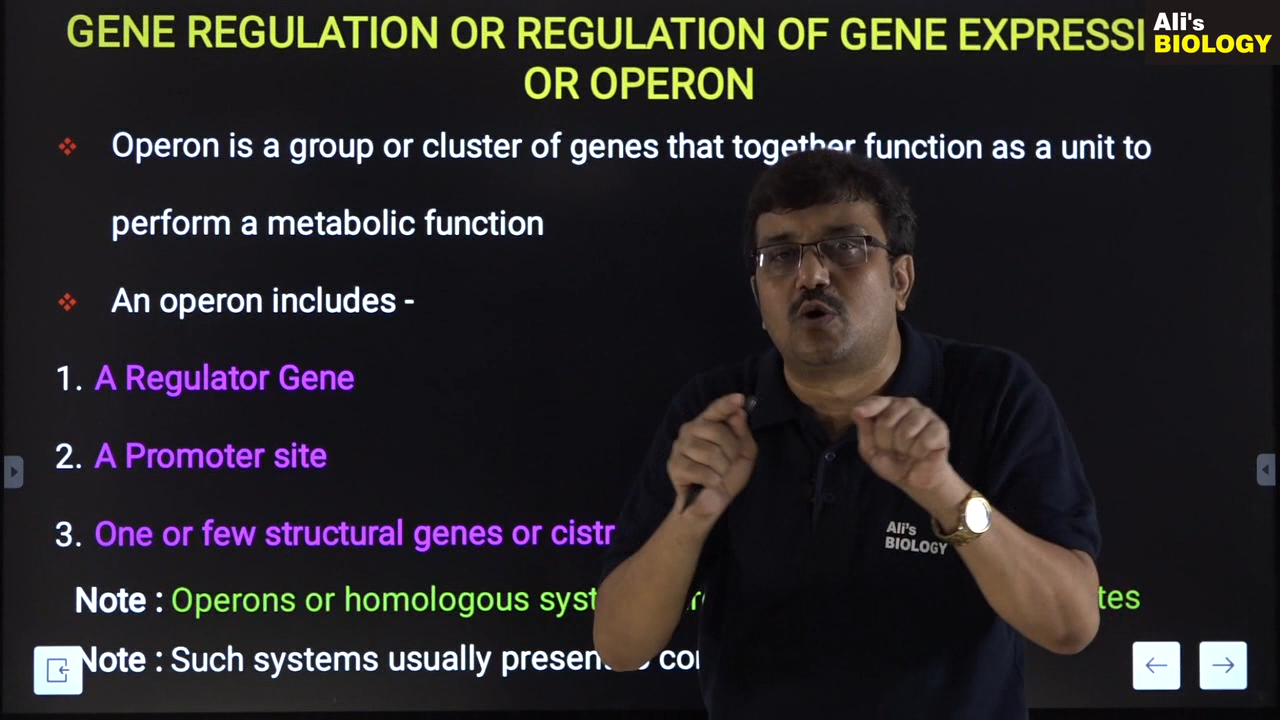 GENE REGULATION OR REGULATION OF GENE EXPRESSI
Ali's
BIOLOGY
OR OPERON
❖ Operon is a group or cluster of genes that together function as a unit to
perform a metabolic function
❖ An operon includes -
1. A Regulator Gene
2. A Promoter site
3. One or few structural genes or cistr
Note : Operons or homologous syst
tes
Note : Such systems usually present
Ali's
BIOLOGY